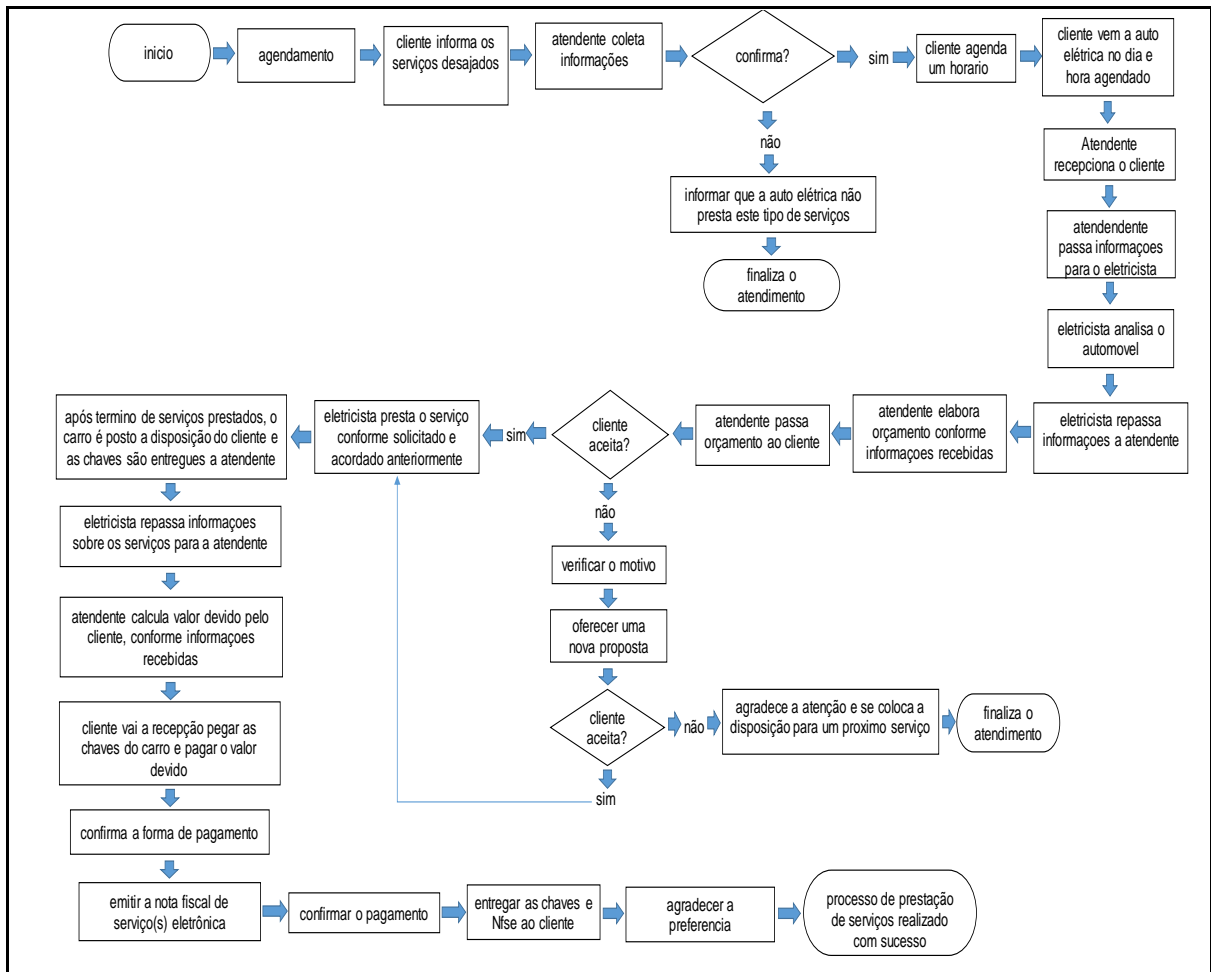 inicio
agendamento
cliente informa os
serviços desajados
atendente coleta
informações
confirma?
sim
cliente agenda
um horario
cliente vem a auto
elétrica no dia e
hora agendado
não
informar que a auto elétrica não
presta este tipo de serviços
finaliza o
atendimento
Atendente
recepciona o cliente
atendendente
passa informaçoes
para o eletricista
eletricista analisa o
automovel
eletricista repassa
informaçoes a atendente
atendente elabora
orçamento conforme
informaçoes recebidas
atendente passa
orçamento ao cliente
cliente
aceita?
sim
eletricista presta o serviço
conforme solicitado e
acordado anteriormente
após termino de serviços prestados, o
carro é posto a disposição do cliente e
as chaves são entregues a atendente
não
verificar o motivo
oferecer uma
nova proposta
cliente
aceita?
não
agradece a atenção e se coloca a
disposição para um proximo serviço
finaliza o
atendimento
sim
eletricista repassa informaçoes
sobre os serviços para a atendente
atendente calcula valor devido pelo
cliente, conforme informaçoes
recebidas
cliente vai a recepção pegar as
chaves do carro e pagar o valor
devido
confirma a forma de pagamento
emitir a nota fiscal de
serviço(s) eletrônica
confirmar o pagamento
entregar as chaves e
Nfse ao cliente
agradecer a
preferencia
processo de prestação
de serviços realizado
com sucesso